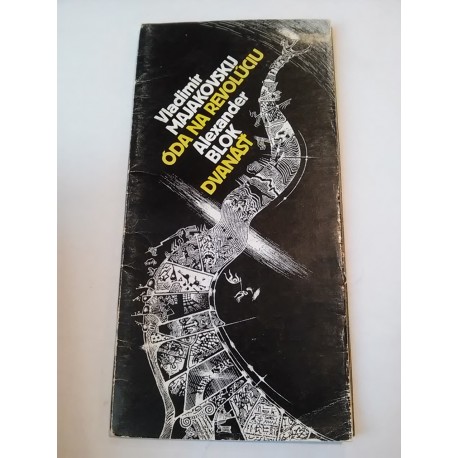 Vladimír
MAJAKOVSKIJ
ÓDA NA REVOLÚCIU
Alexander
BLOK
DVANÁSŤ